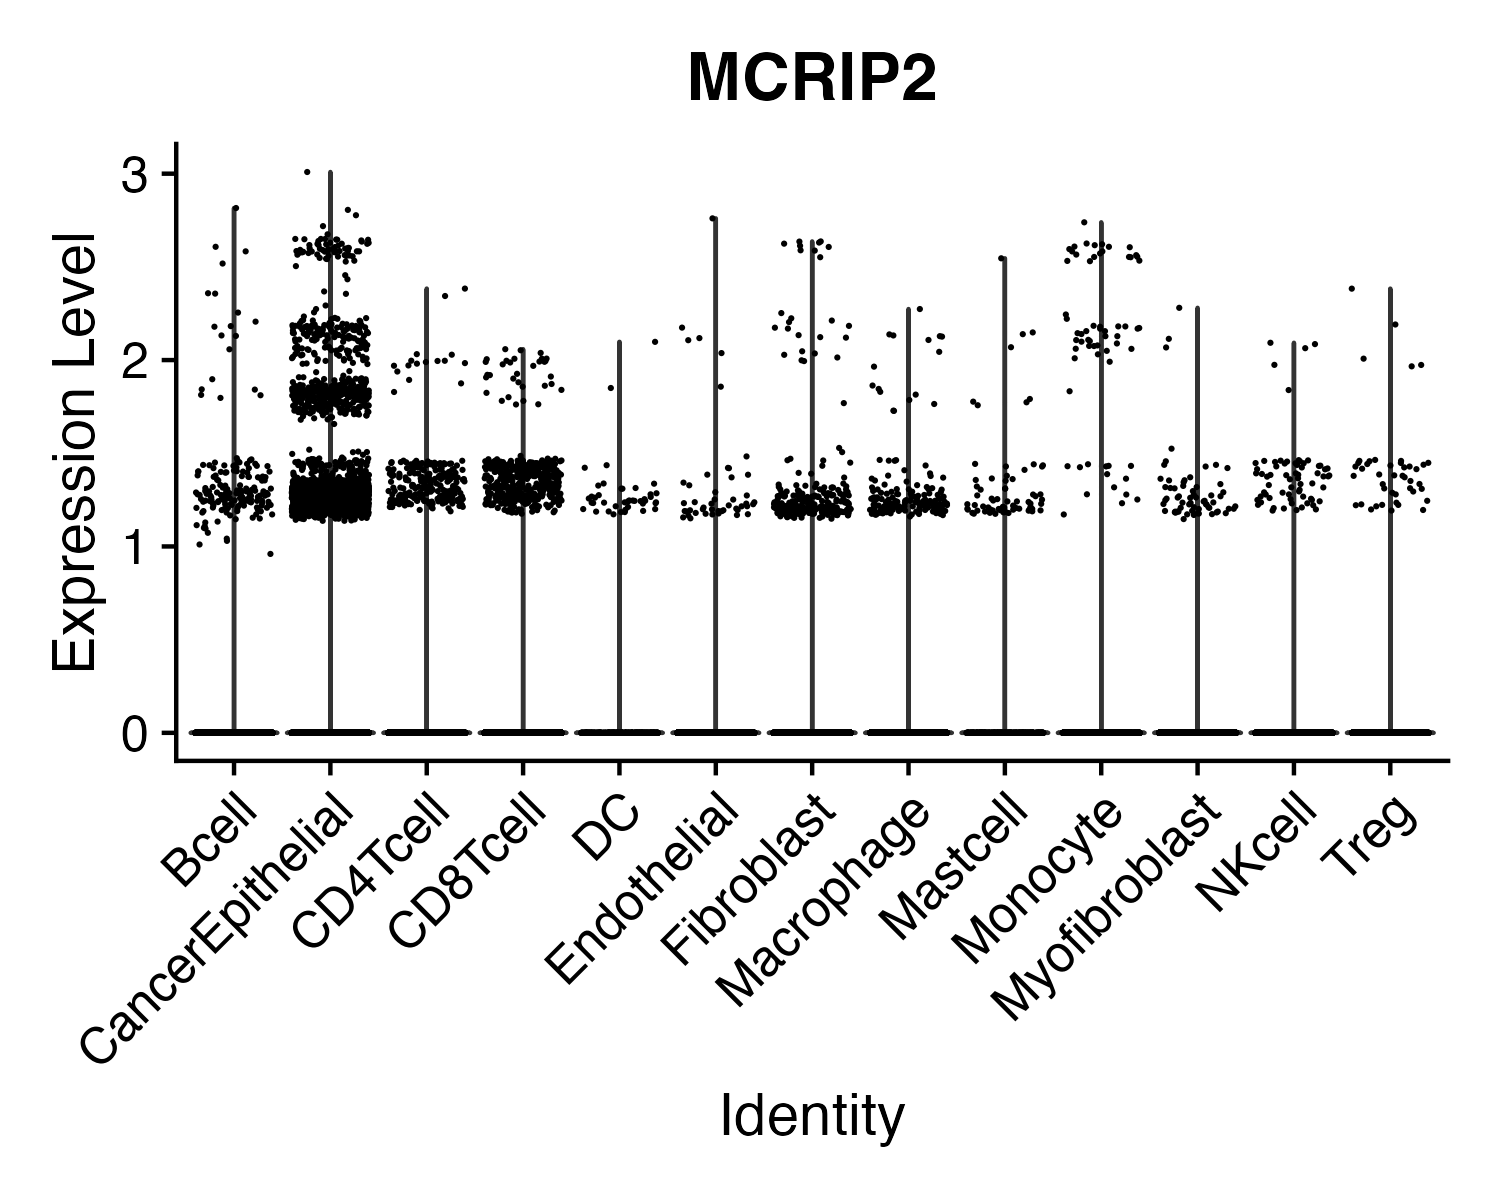 MCRIP2
Expression Level
3
2
1
0
Bcell
CancerEpithelial
CD4Tcell
CD8Tcell
DC
Endothelial
Fibroblast
Macrophage
Mastcell
Monocyte
Myofibroblast
NKcell
Treg
Identity